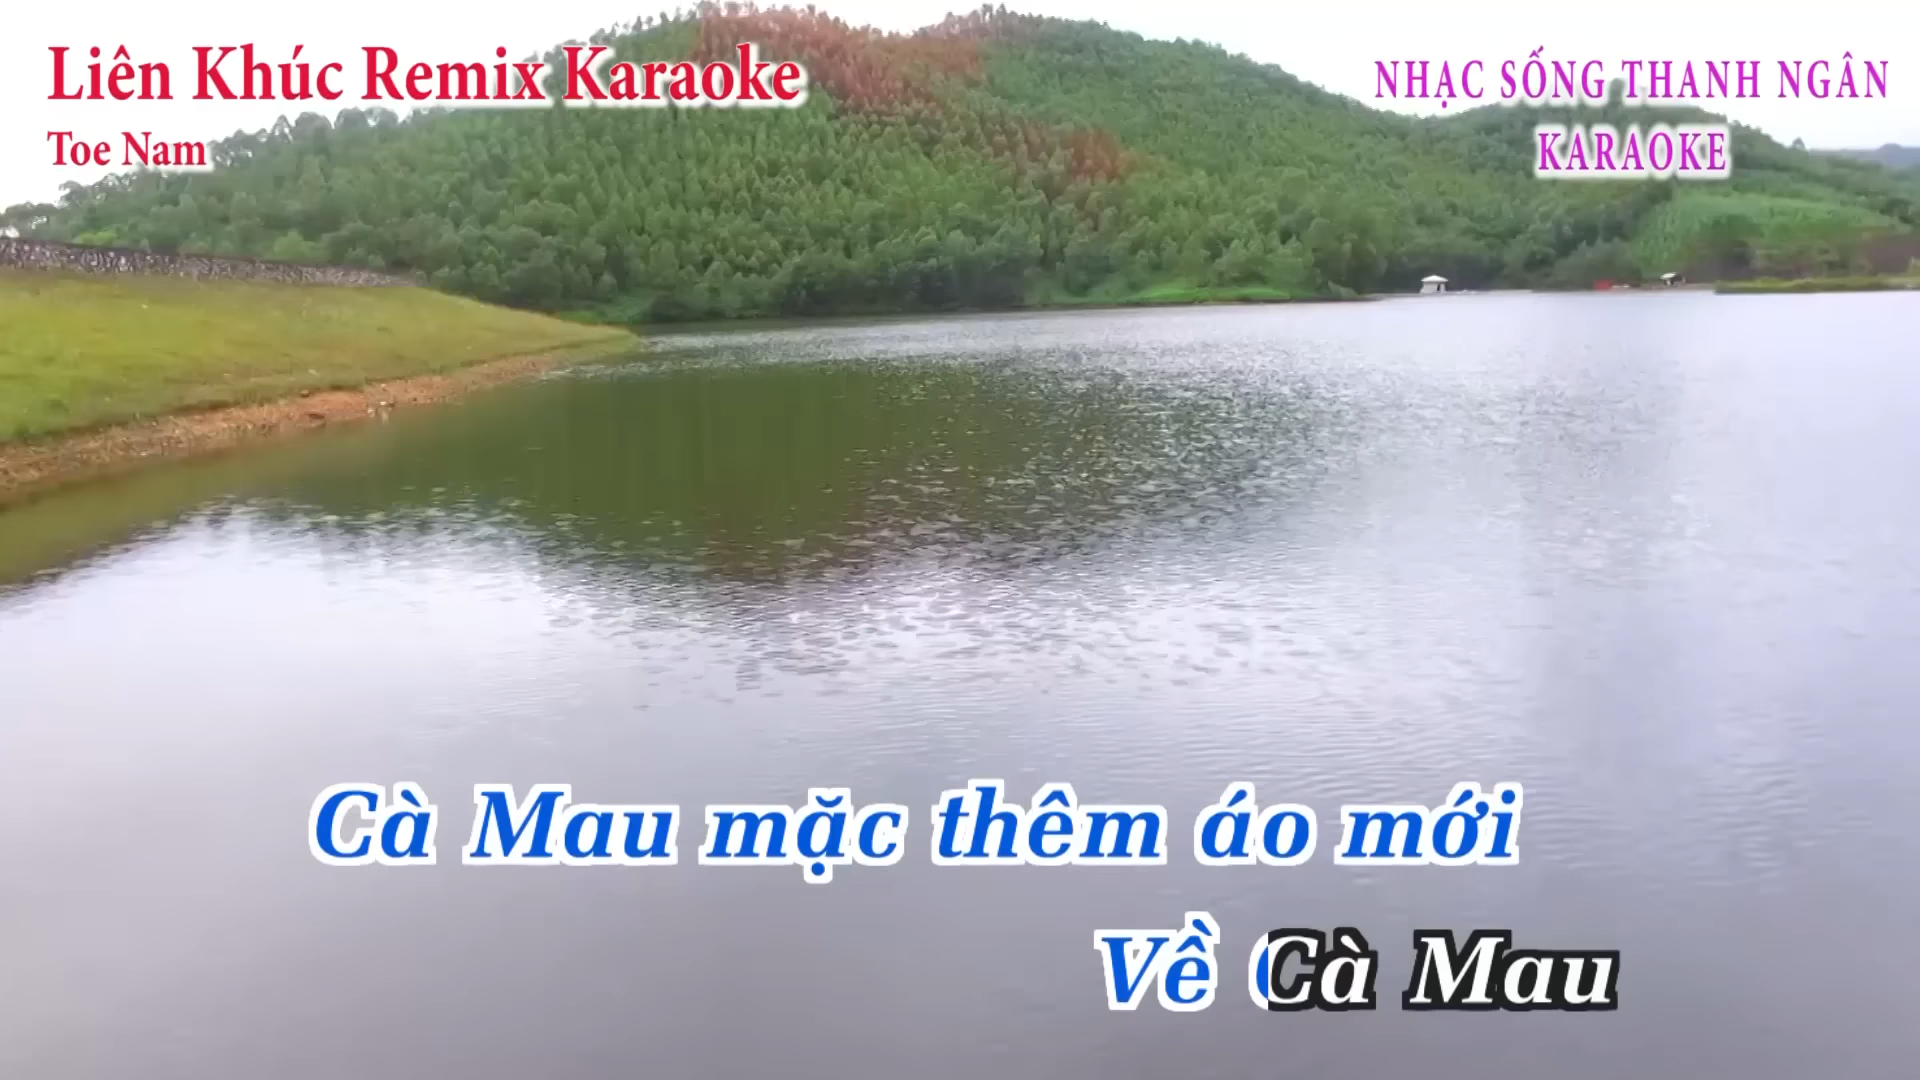 Liên Khúc Remix Karaoke
Toe Nam
NHẠC SỐNG THANH NGÂN
KARAOKE
Cà Mau mặc thêm áo mới
Về Cà Mau